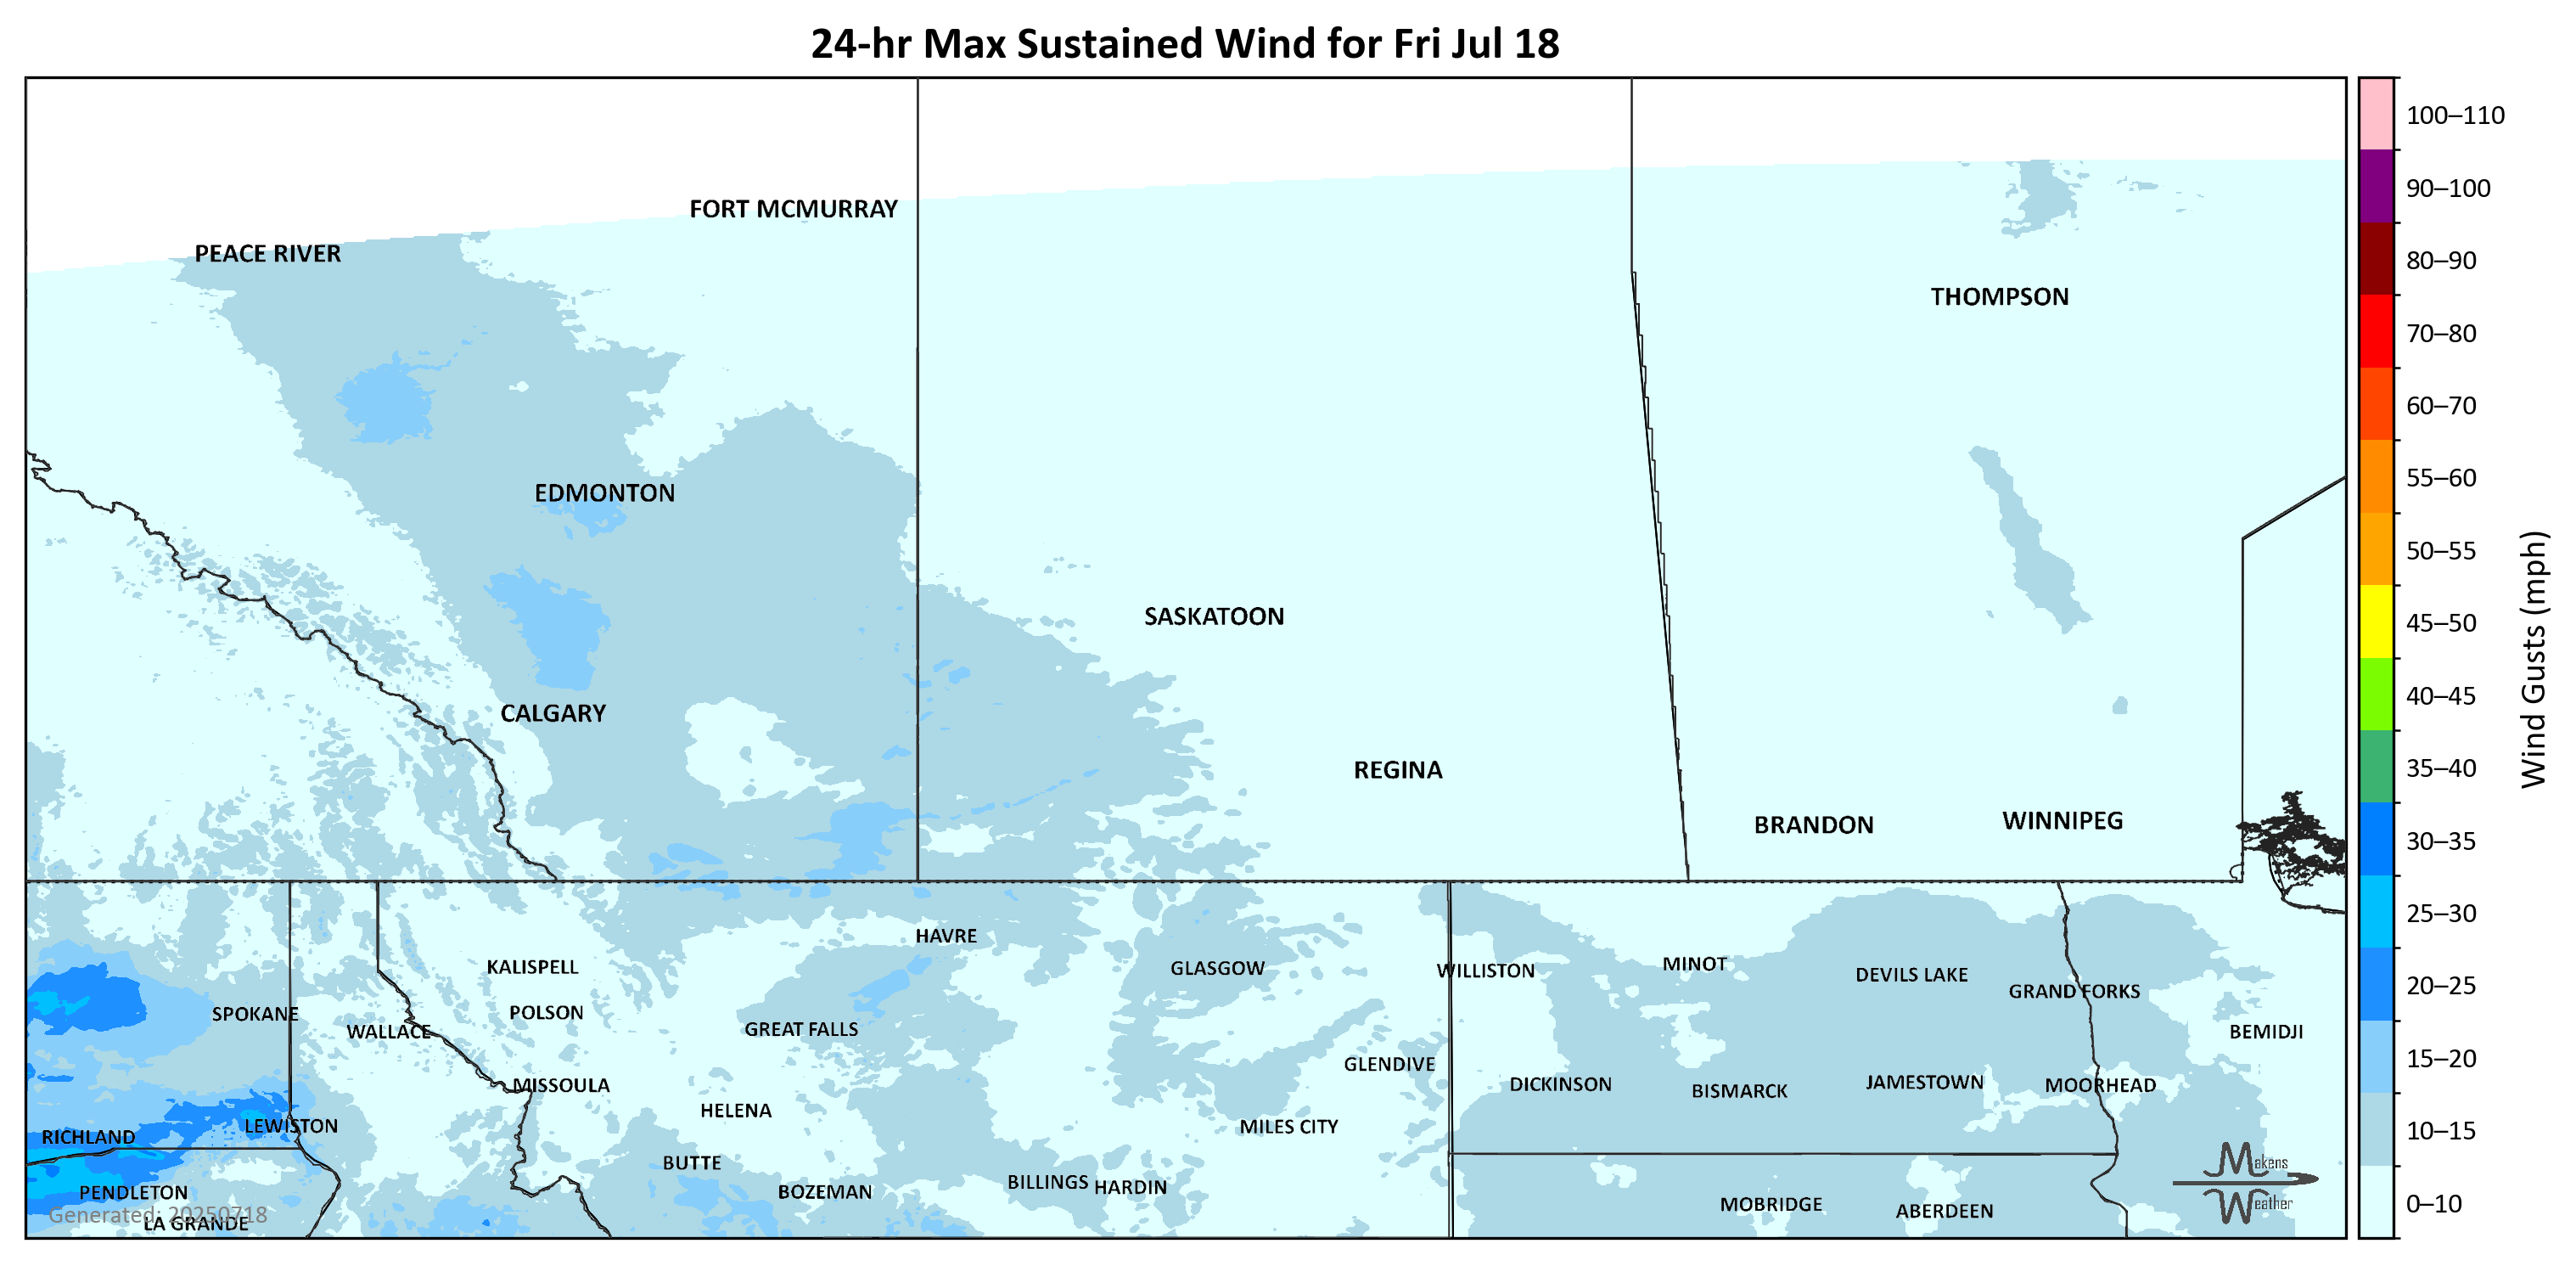 24-hr Max Sustained Wind for Fri Jul 18
100–110
90–100
80–90
70–80
60–70
55–60
50–55
45–50
40–45
35–40
30–35
25–30
20–25
15–20
10–15
0–10
Wind Gusts (mph)
FORT MCMURRAY
PEACE RIVER
THOMPSON
EDMONTON
SASKATOON
CALGARY
REGINA
BRANDON
WINNIPEG
HAVRE
KALISPELL
GLASGOW
WILLISTON
MINOT
DEVILS LAKE
GRAND FORKS
SPOKANE
POLSON
WALLACE
GREAT FALLS
BEMIDJI
GLENDIVE
MISSOULA
DICKINSON
BISMARCK
JAMESTOWN
MOORHEAD
HELENA
LEWISTON
MILES CITY
RICHLAND
BUTTE
BOZEMAN
BILLINGS
HARDIN
PENDLETON
MOBRIDGE
ABERDEEN
LA GRANDE
Generated: 20250718
Makens
Weather